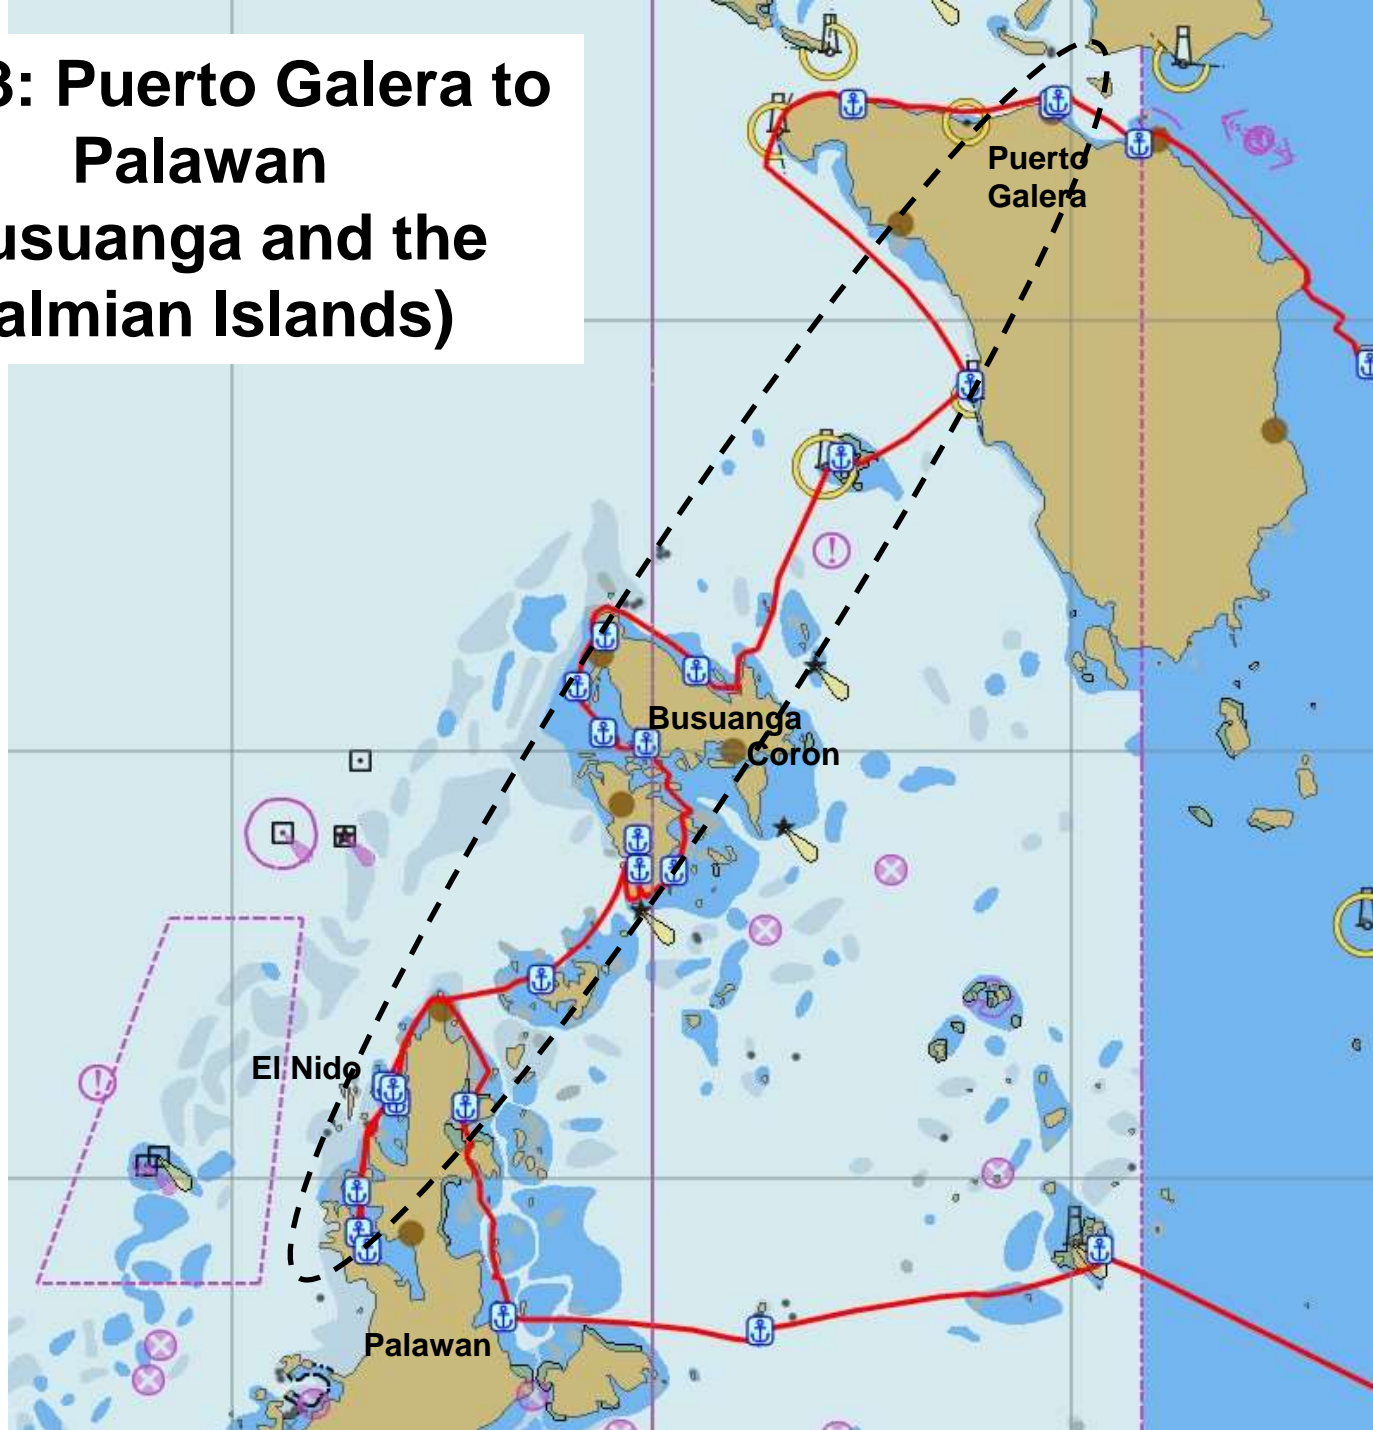 3: Puerto Galera to
Palawan
usuanga and the
almian Islands)
Puerto
Galera
Busuanga
Coron
El Nido
Palawan